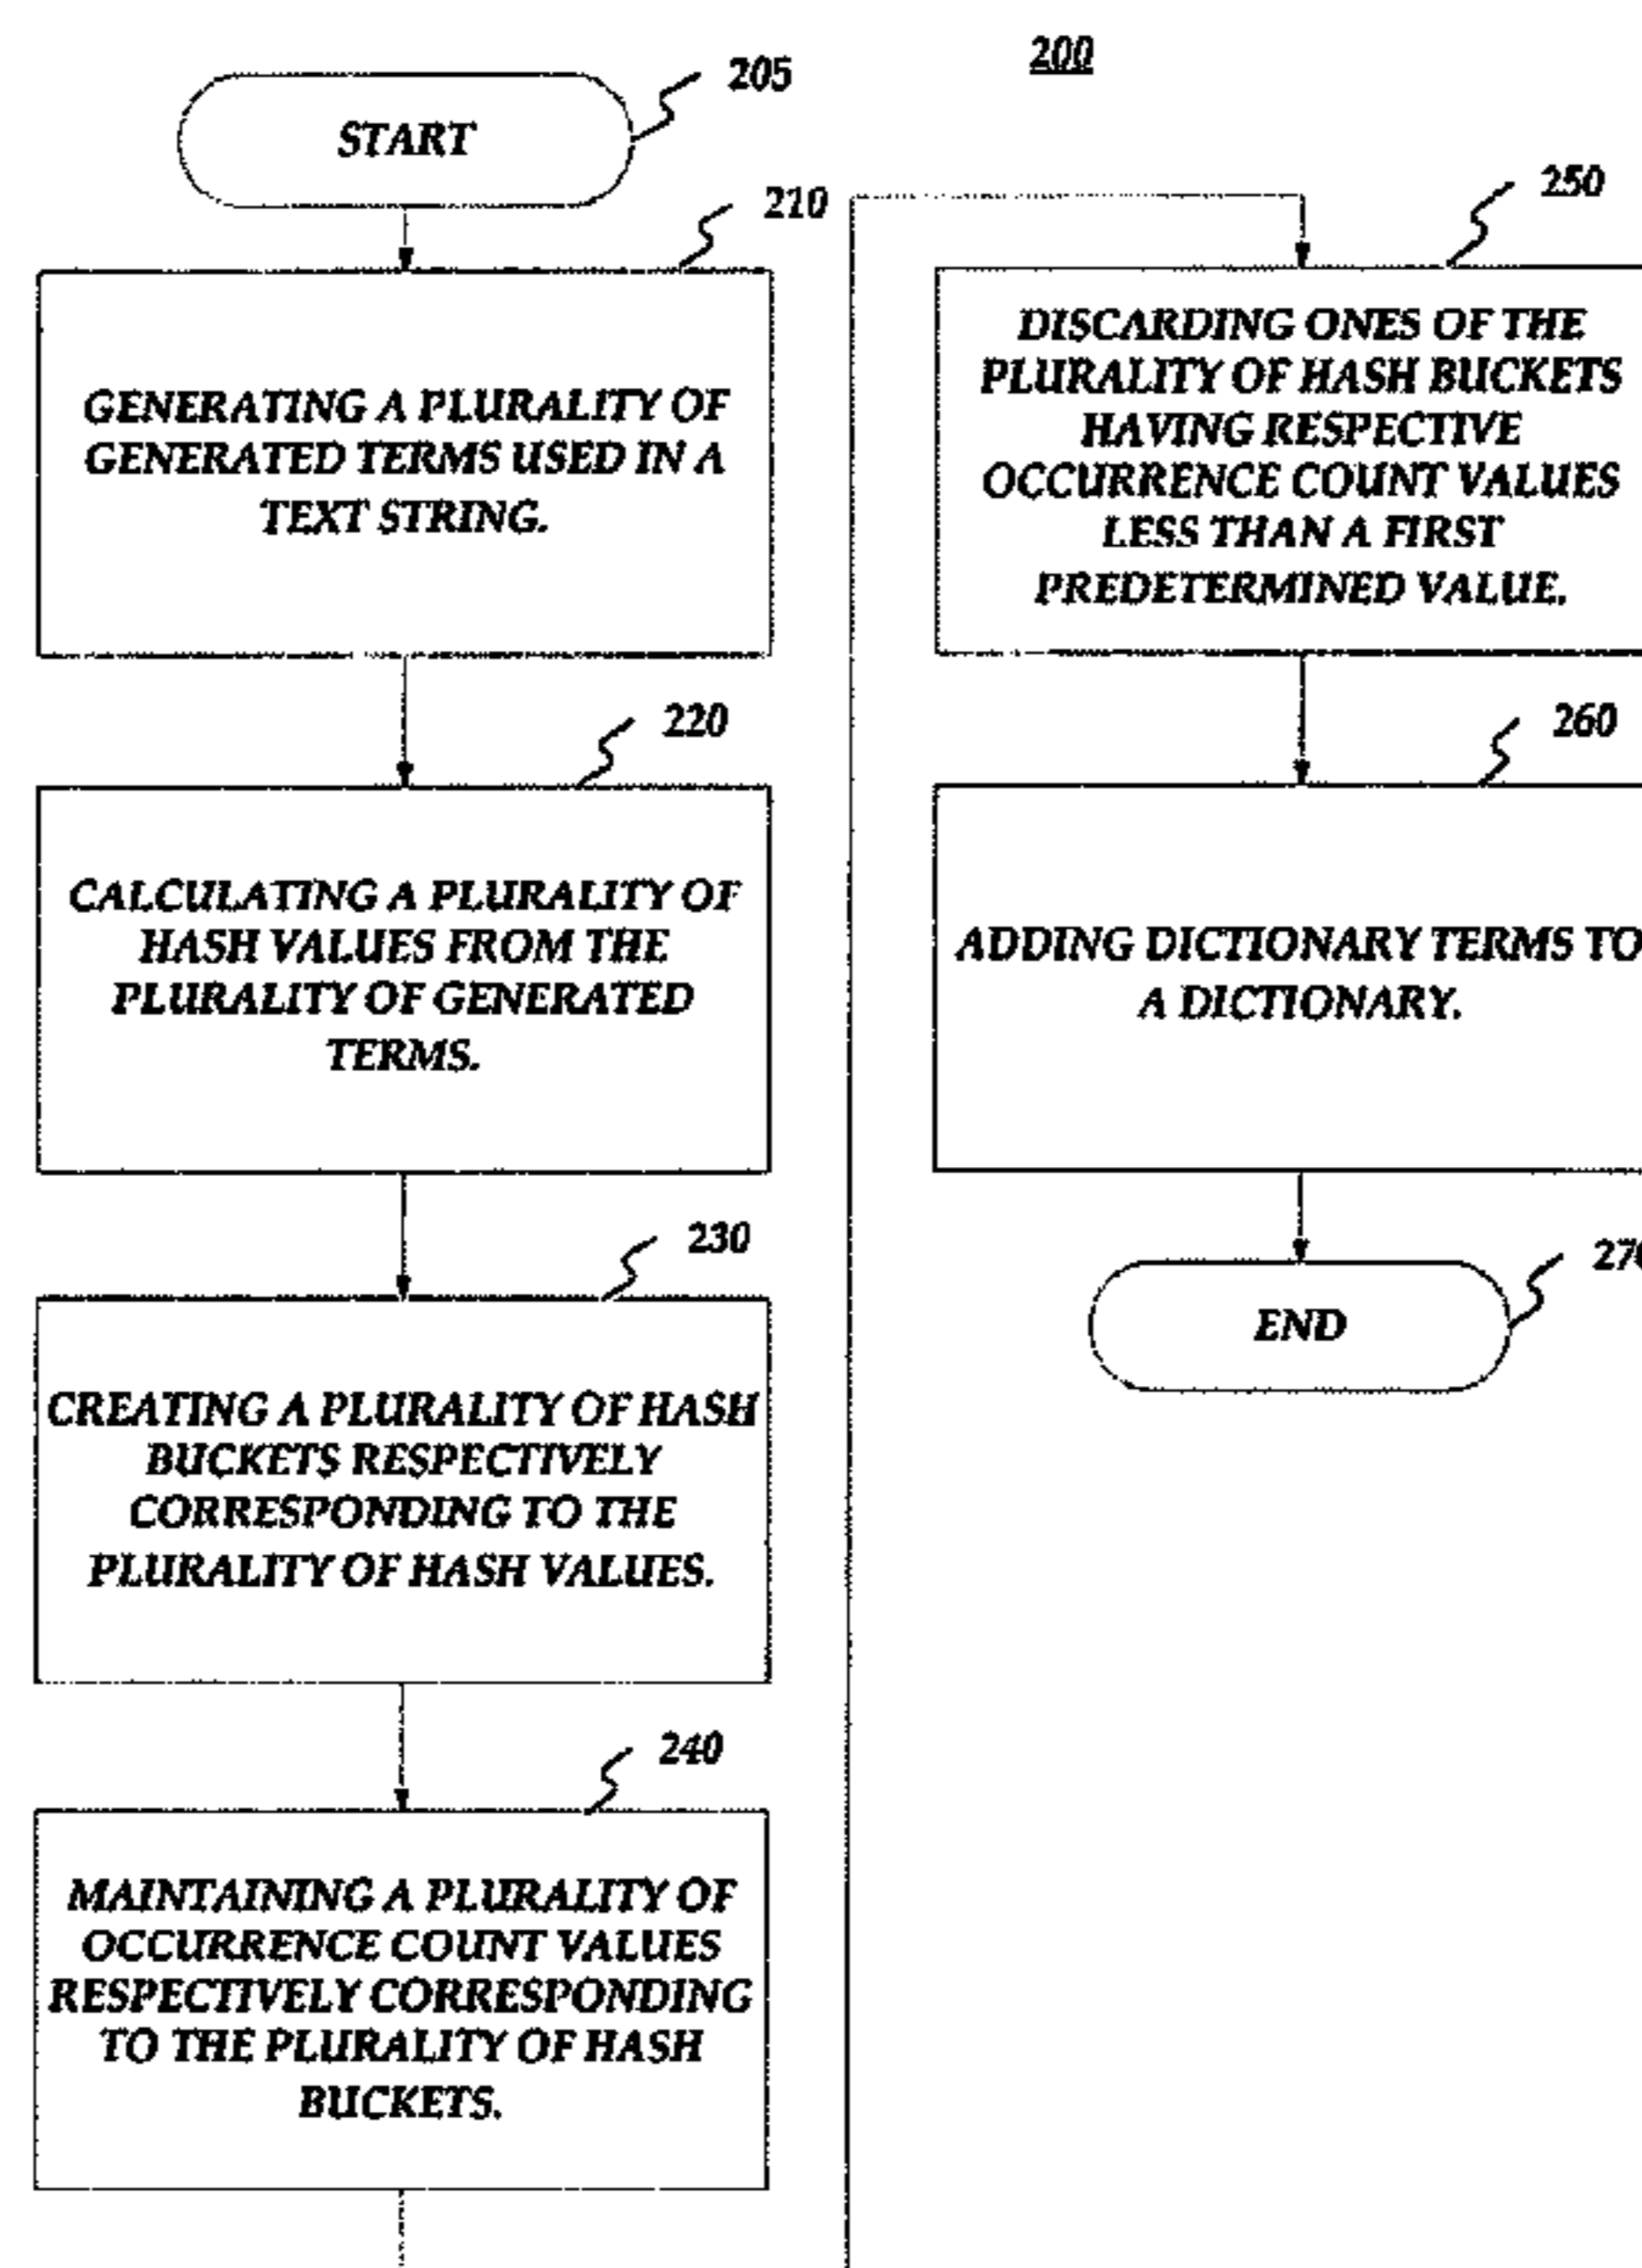 200
START
205
210
GENERATING A PLURALITY OF
GENERATED TERMS USED IN A
TEXT STRING.
220
CALCULATING A PLURALITY OF
HASH VALUES FROM THE
PLURALITY OF GENERATED
TERMS.
230
CREATING A PLURALITY OF HASH
BUCKETS RESPECTIVELY
CORRESPONDING TO THE
PLURALITY OF HASH VALUES.
240
MAINTAINING A PLURALITY OF
OCCURRENCE COUNT VALUES
RESPECTIVELY CORRESPONDING
TO THE PLURALITY OF HASH
BUCKETS.
250
DISCARDING ONES OF THE
PLURALITY OF HASH BUCKETS
HAVING RESPECTIVE
OCCURRENCE COUNT VALUES
LESS THAN A FIRST
PREDETERMINED VALUE.
260
ADDING DICTIONARY TERMS TO
A DICTIONARY.
270
END